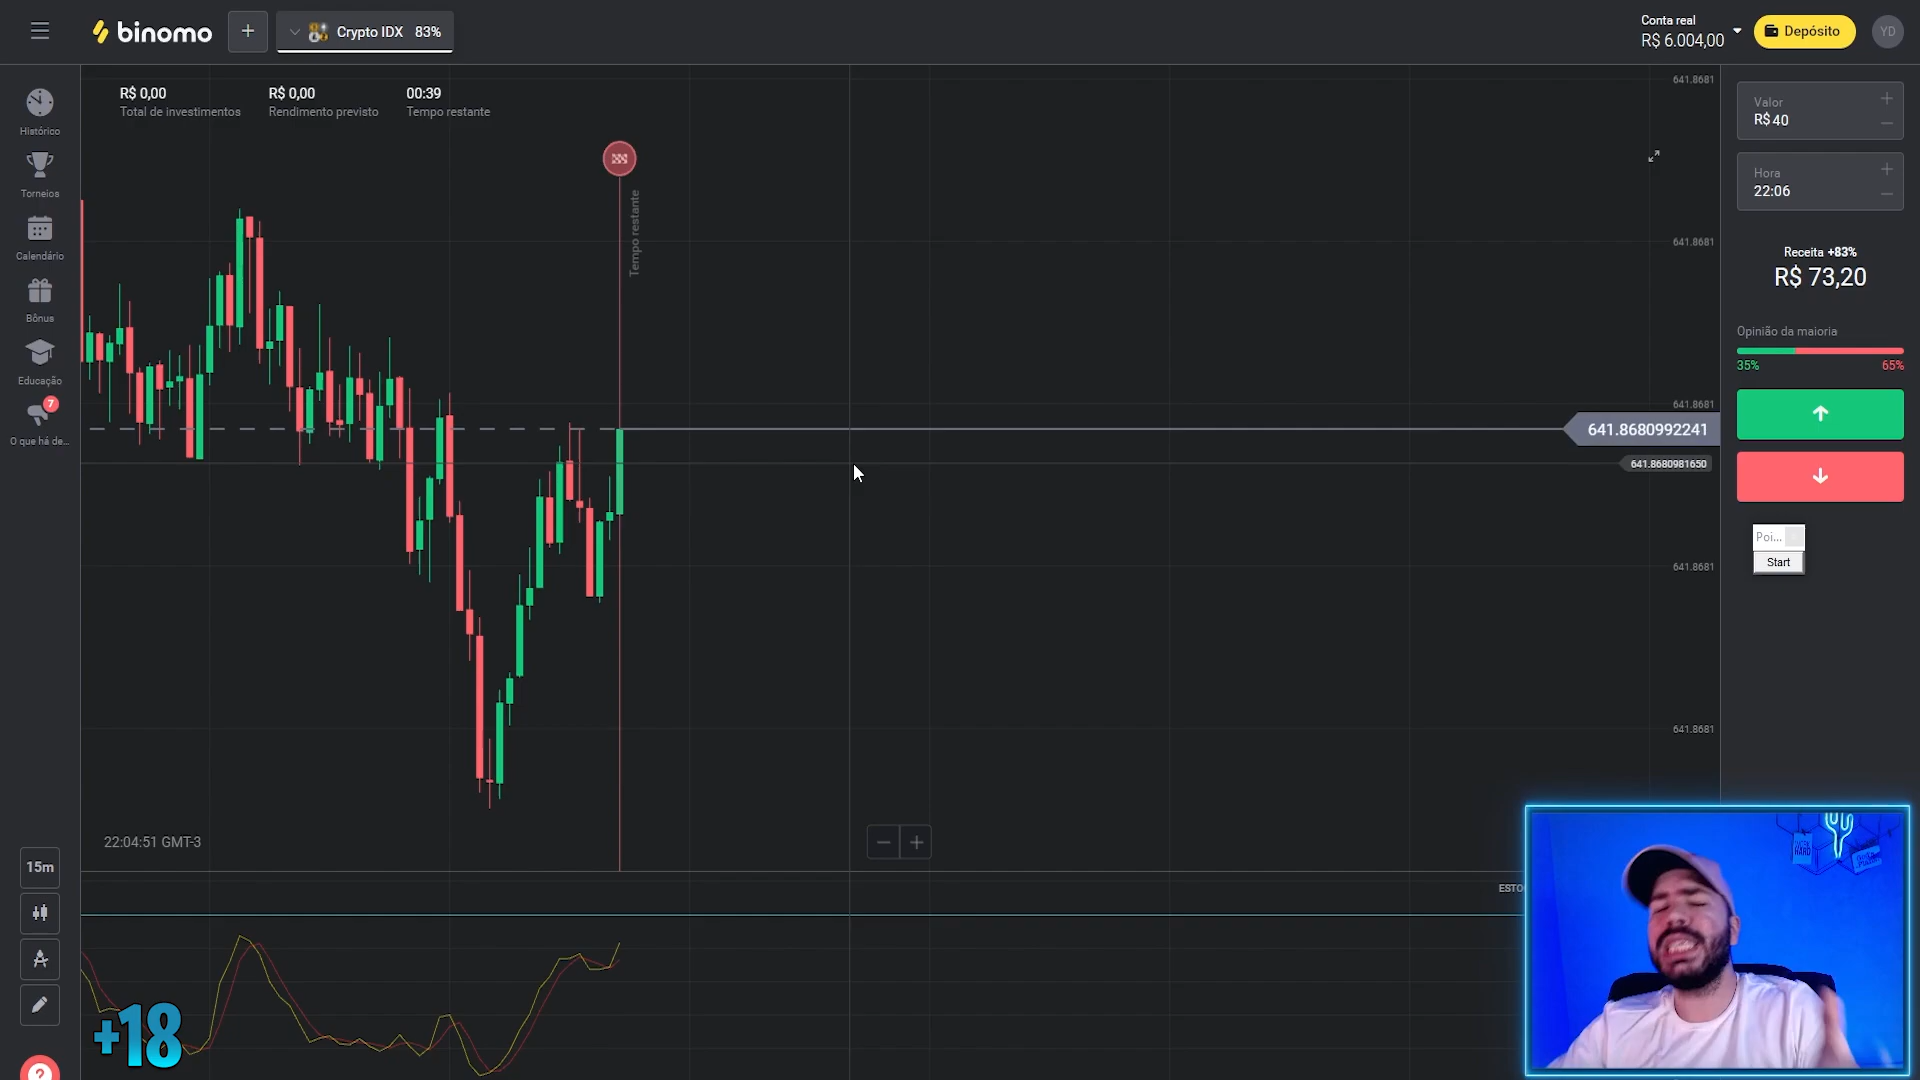 binomo
+
Crypto IDX 83%
Conta real
R$ 6.004,00
Depósito
YD
R$ 0,00
Total de investimentos
R$ 0,00
Rendimento previsto
00:39
Tempo restante
Histórico
Torneios
Calendário
Bônus
Educação
7
O que há de...
Tempo restante
641.8681
641.8681
641.8681
641.8680992241
641.8680981650
641.8681
641.8681
Valor
R$ 40
Hora
22:06
Receita +83%
R$ 73,20
Opinião da maioria
35%
65%
Poi...
Start
22:04:51 GMT-3
15m
ESTO
+18
?
HARD